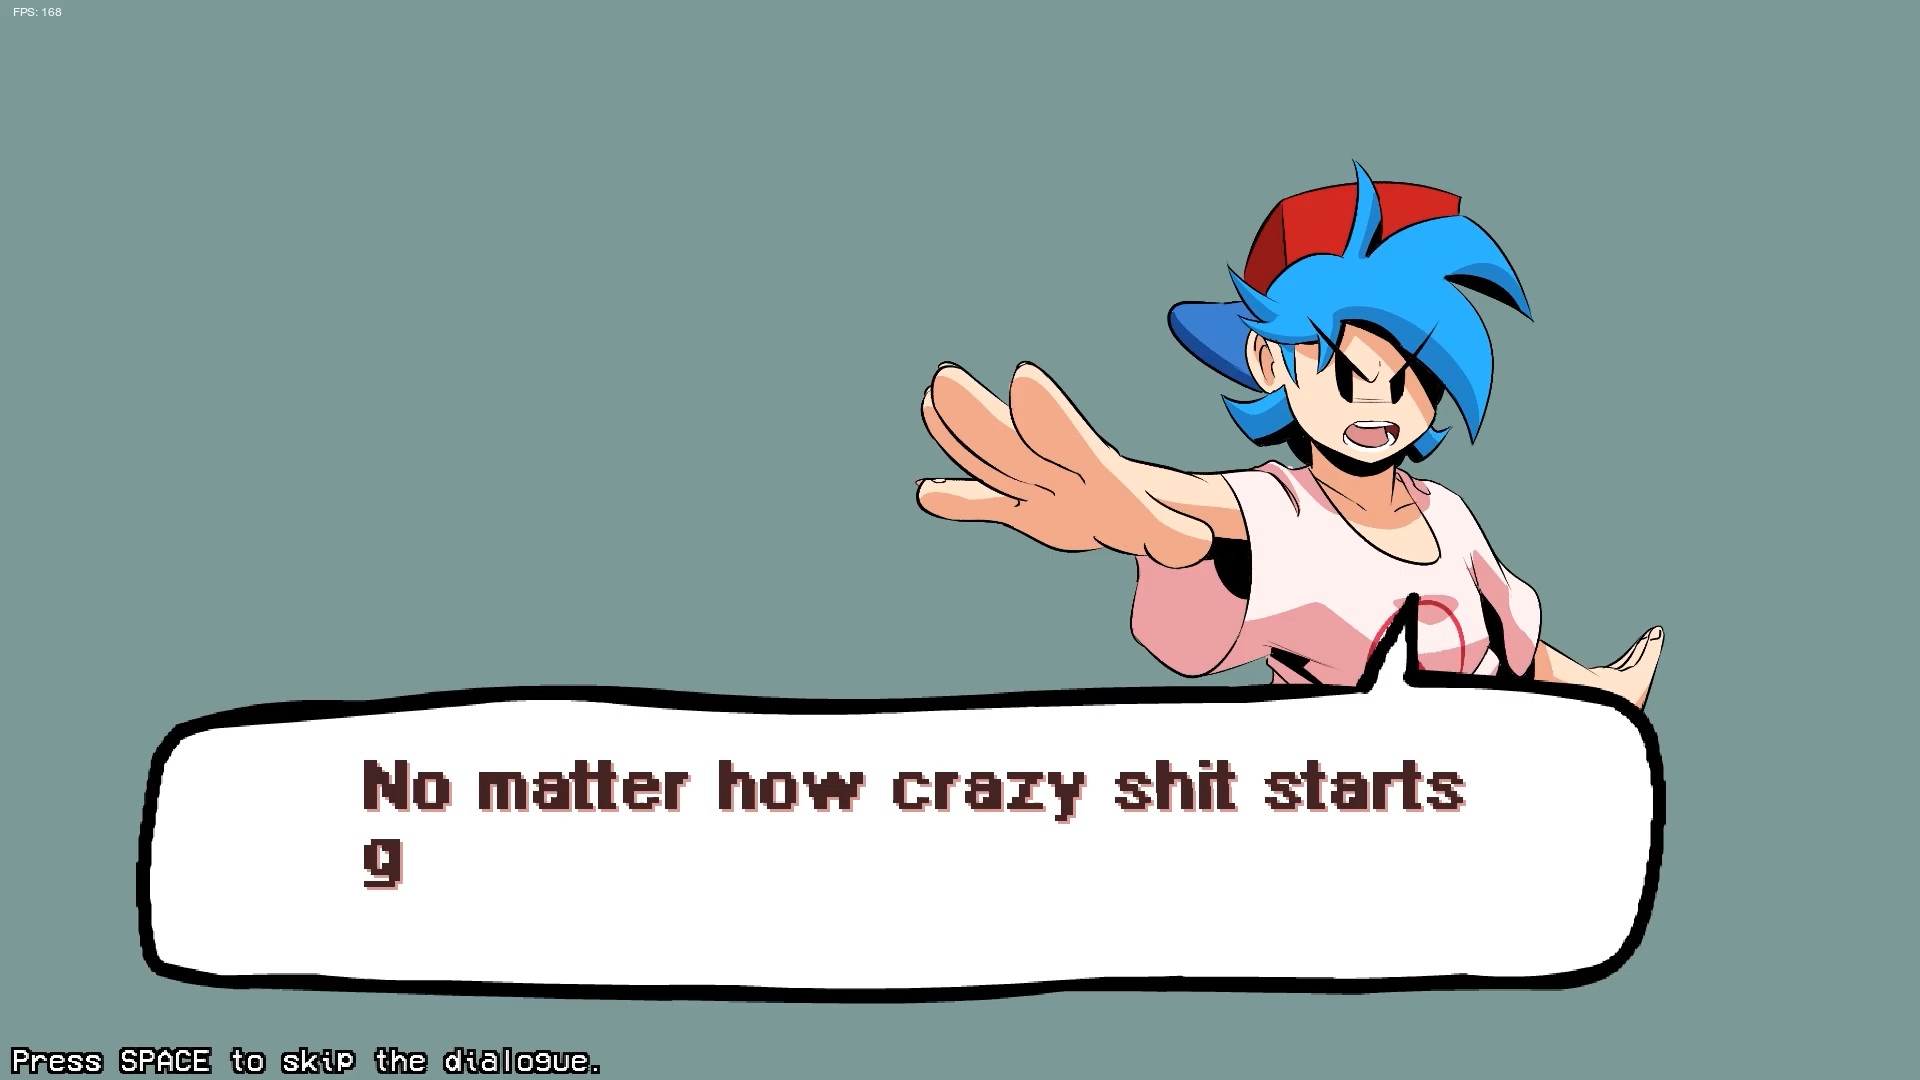 FPS: 168
No matter how crazy shit starts
g
Press SPACE to skip the dialogue.